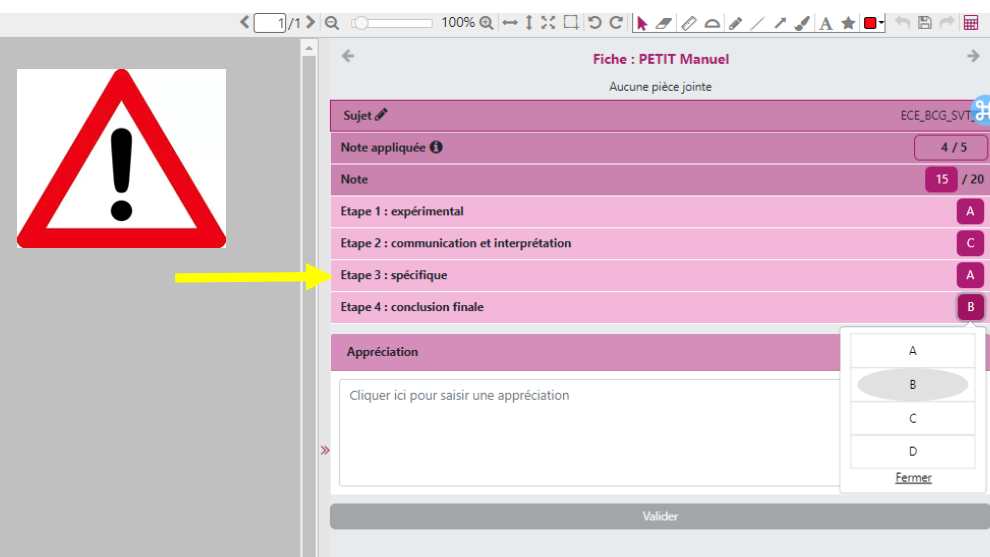 1/1 100% A
Fiche : PETIT Manuel
Aucune pièce jointe
Sujet ECE_BCG_SVT_
Note appliquée 4 / 5
Note 15 / 20
Etape 1 : expérimental A
Etape 2 : communication et interprétation C
Etape 3 : spécifique A
Etape 4 : conclusion finale B
Appréciation
A
Cliquer ici pour saisir une appréciation
B
C
D
Fermer
Valider